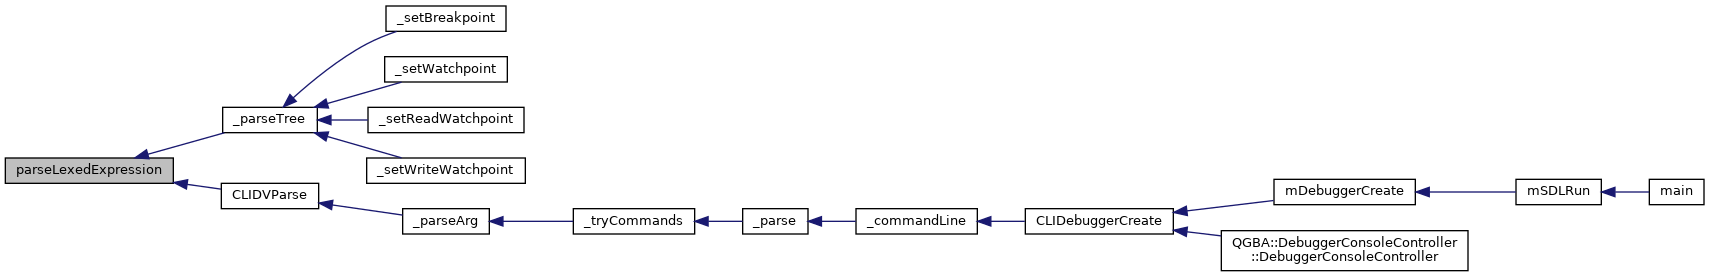 _setBreakpoint
_setWatchpoint
_parseTree
_setReadWatchpoint
parseLexedExpression
_setWriteWatchpoint
CLIDVParse
mDebuggerCreate
mSDLRun
main
_parseArg
_tryCommands
_parse
_commandLine
CLIDebuggerCreate
QGBA::DebuggerConsoleController
::DebuggerConsoleController